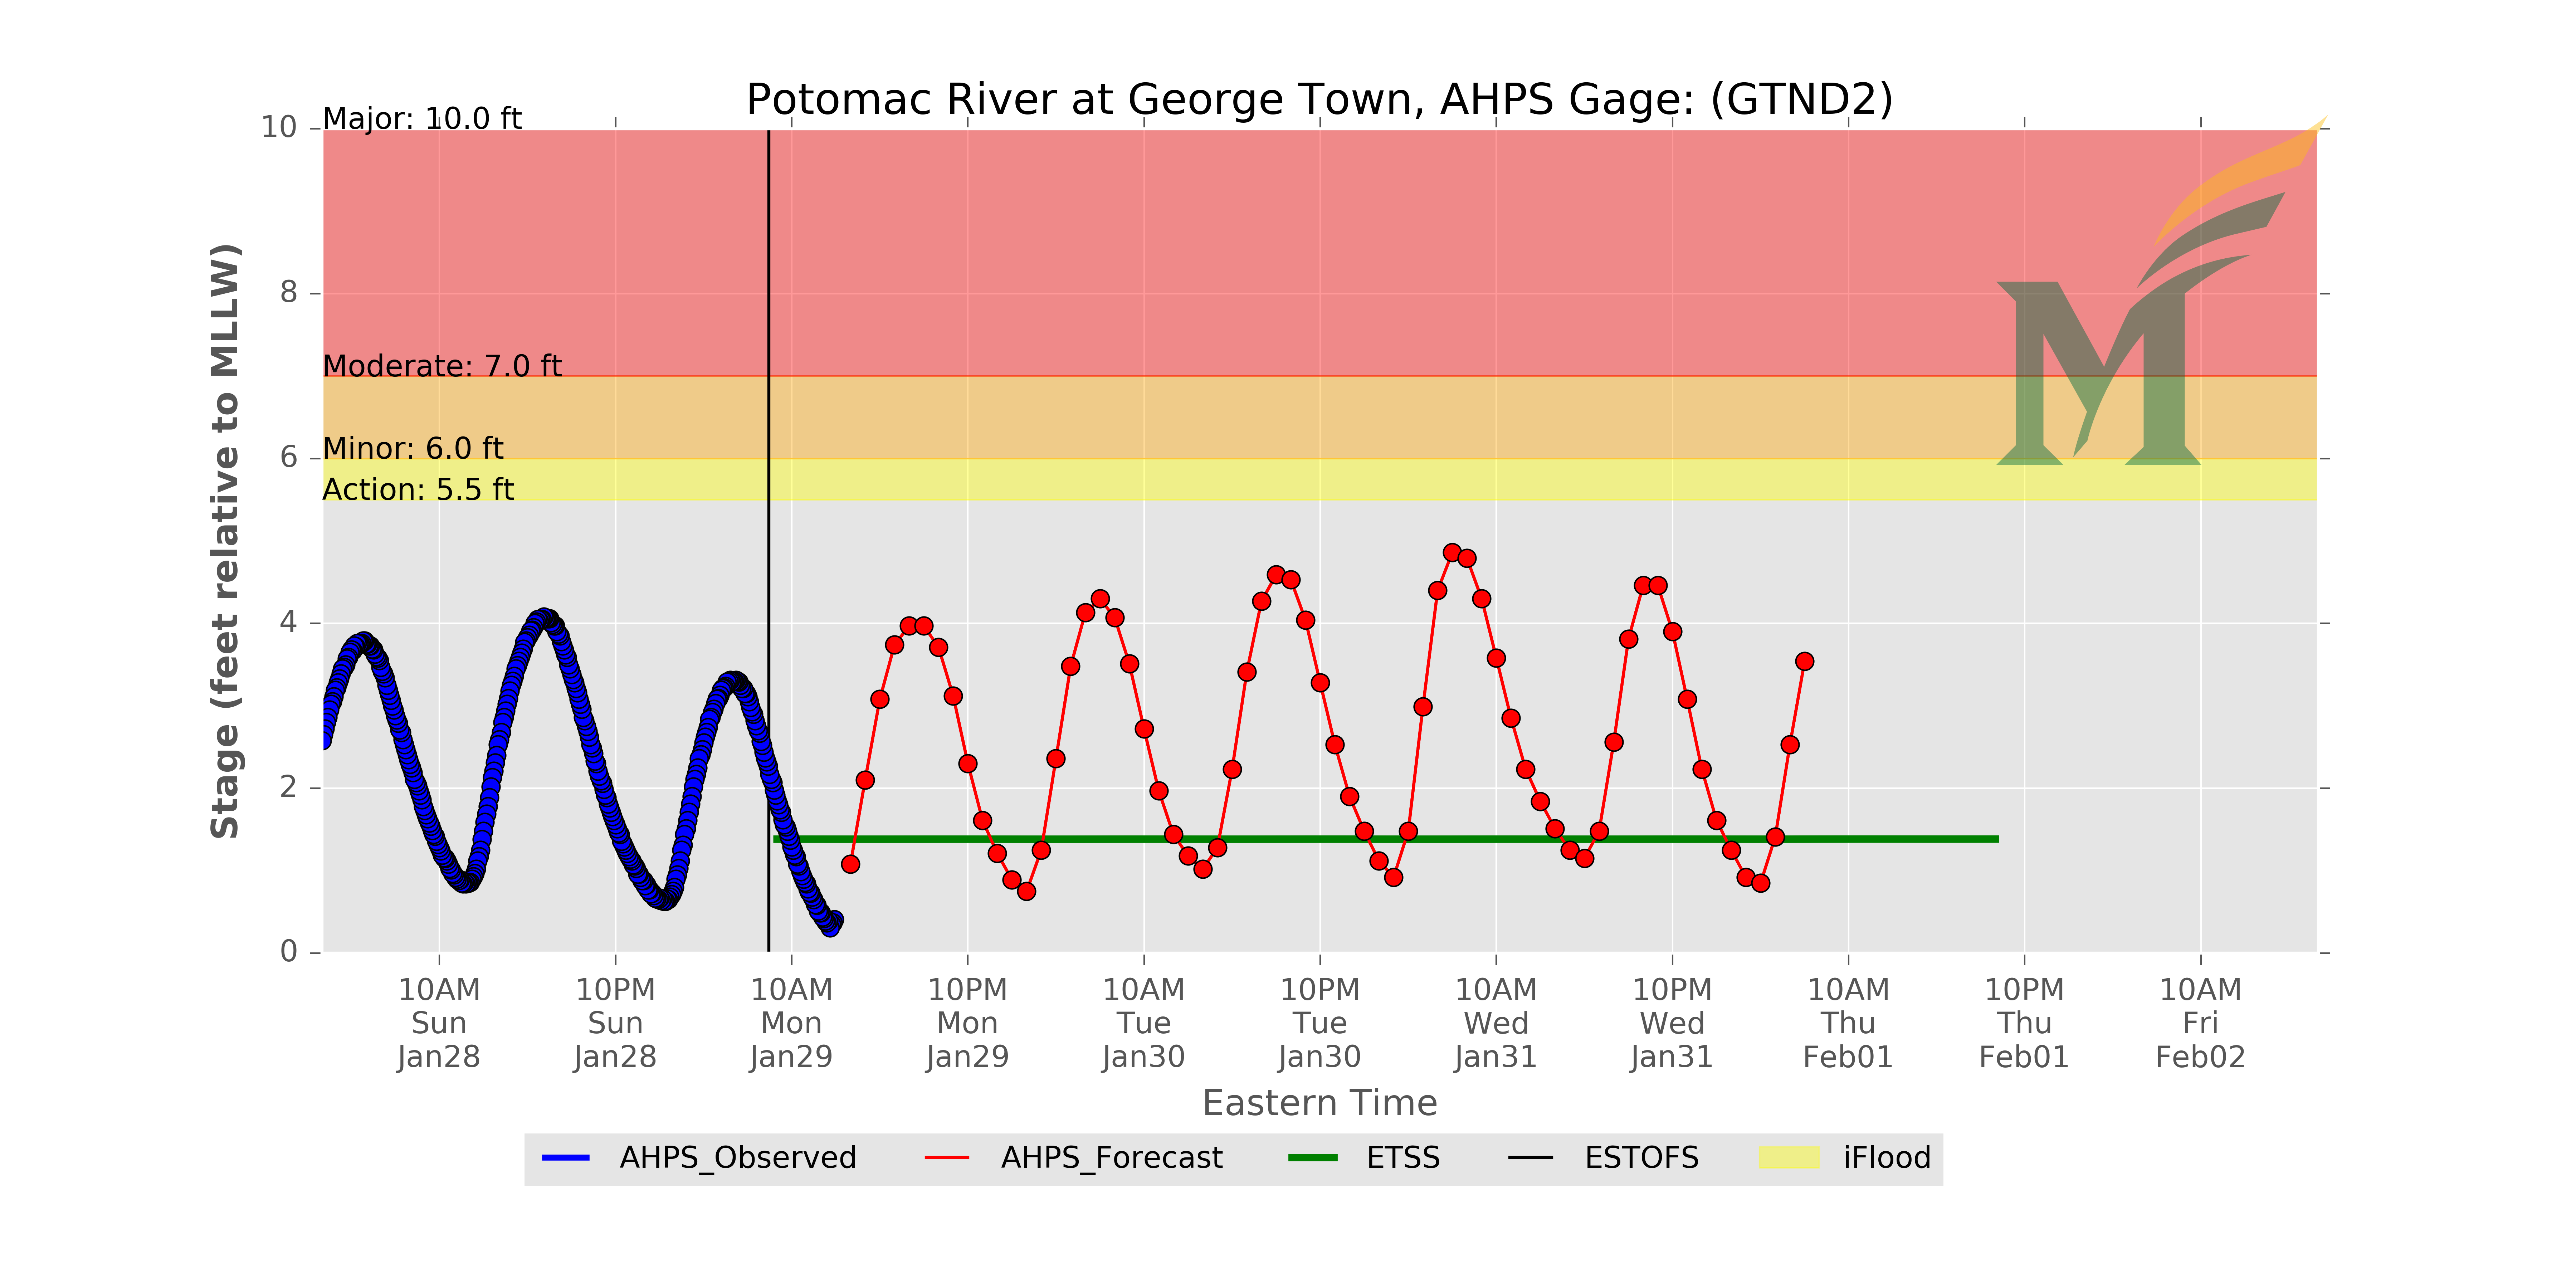 Potomac River at George Town, AHPS Gage: (GTND2)
Major: 10.0 ft
Moderate: 7.0 ft
Minor: 6.0 ft
Action: 5.5 ft
Stage (feet relative to MLLW)
10
8
6
4
2
0
10AM 10PM 10AM 10PM 10AM 10PM 10AM 10PM 10AM 10PM 10AM
Sun Sun Mon Mon Tue Tue Wed Wed Thu Thu Fri
Jan28 Jan28 Jan29 Jan29 Jan30 Jan30 Jan31 Jan31 Feb01 Feb01 Feb02
Eastern Time
AHPS_Observed AHPS_Forecast ETSS ESTOFS iFlood
M